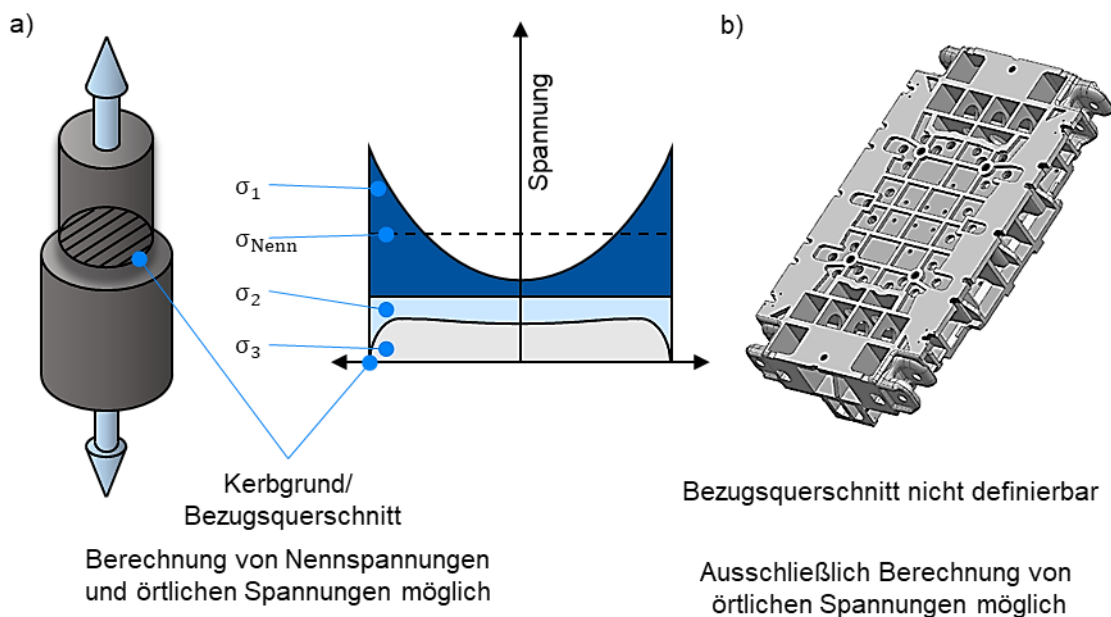 a)
Spannung
σ₁
σNenn
σ₂
σ₃
Kerbgrund/
Bezugsquerschnitt
Berechnung von Nennspannungen
und örtlichen Spannungen möglich
b)
Bezugsquerschnitt nicht definierbar
Ausschließlich Berechnung von
örtlichen Spannungen möglich